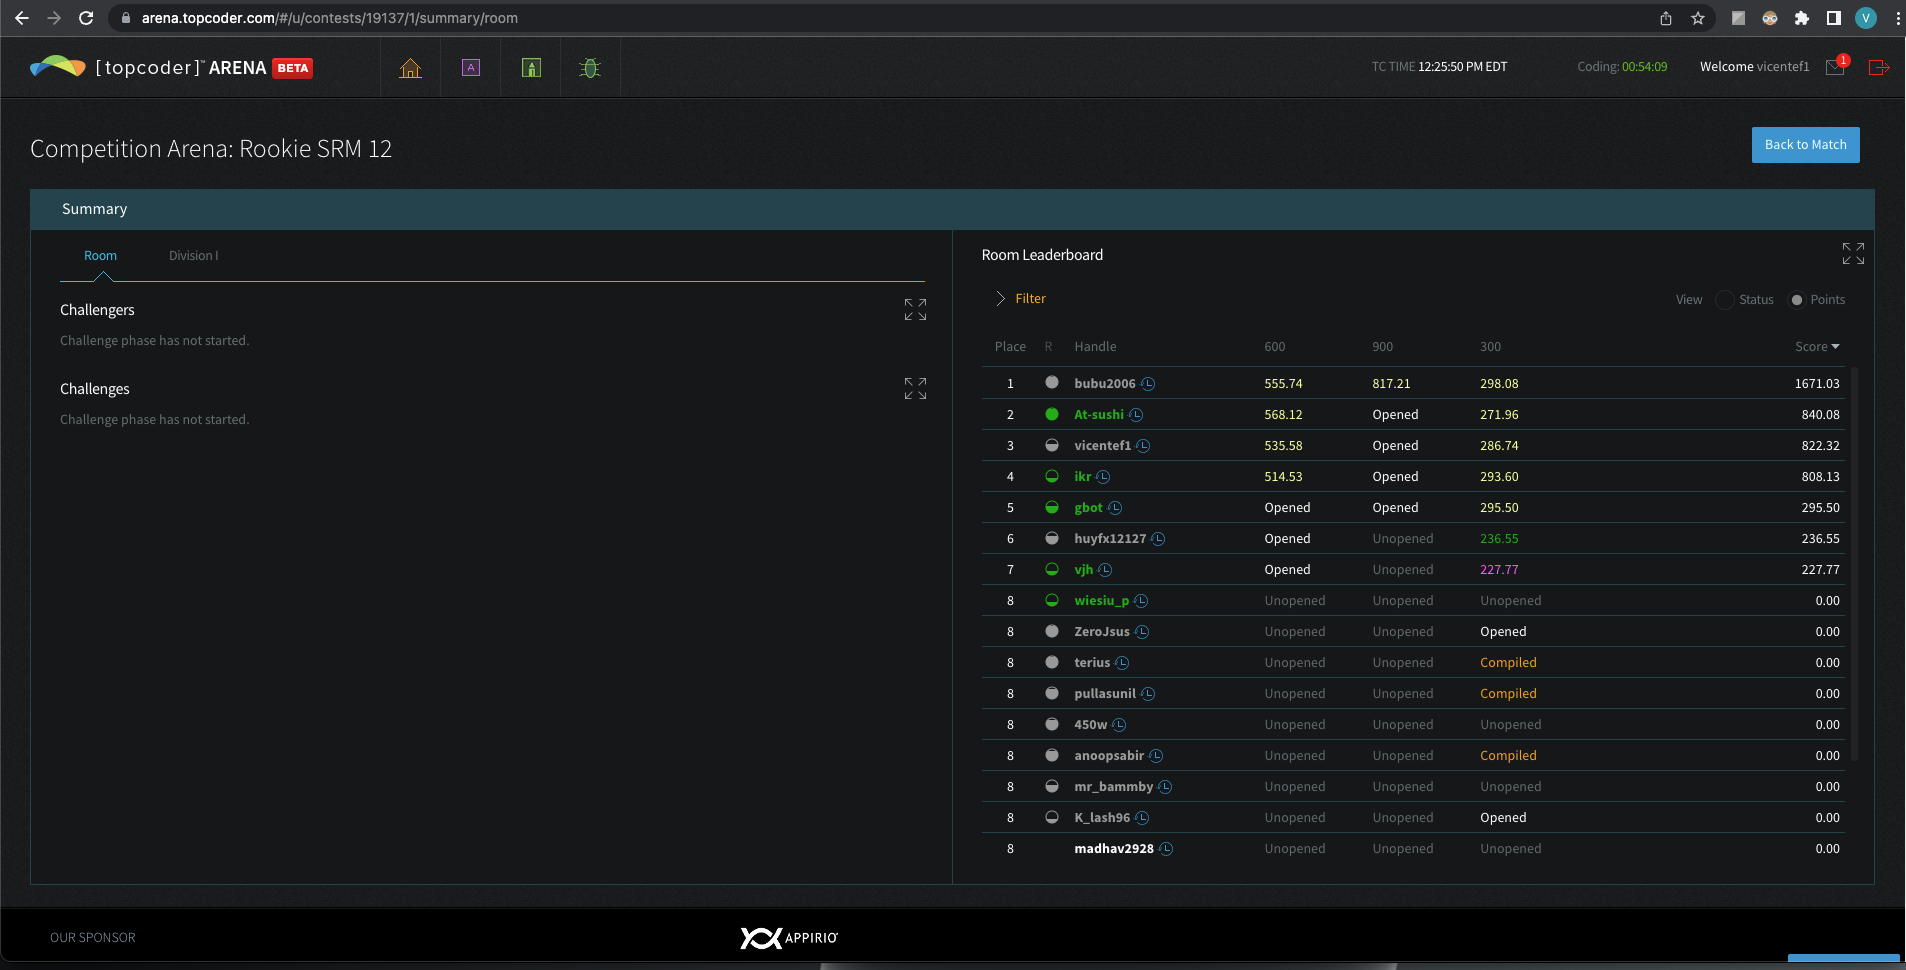 arena.topcoder.com/#/u/contests/19137/1/summary/room
V
[topcoder]™ ARENA BETA
A
TC TIME 12:25:50 PM EDT
Coding: 00:54:09
Welcome vicentef1
1
Competition Arena: Rookie SRM 12
Back to Match
Summary
Room Division I
Challengers
Challenge phase has not started.
Challenges
Challenge phase has not started.
Room Leaderboard
Filter
View Status Points
Place R Handle 600 900 300 Score
1 bubu2006 555.74 817.21 298.08 1671.03
2 At-sushi 568.12 Opened 271.96 840.08
3 vicentef1 535.58 Opened 286.74 822.32
4 ikr 514.53 Opened 293.60 808.13
5 gbot Opened Opened 295.50 295.50
6 huyfx12127 Opened Unopened 236.55 236.55
7 vjh Opened Unopened 227.77 227.77
8 wiesiu_p Unopened Unopened Unopened 0.00
8 ZeroJsus Unopened Unopened Opened 0.00
8 terius Unopened Unopened Compiled 0.00
8 pullasunil Unopened Unopened Compiled 0.00
8 450w Unopened Unopened Unopened 0.00
8 anoopsabir Unopened Unopened Compiled 0.00
8 mr_bammby Unopened Unopened Unopened 0.00
8 K_lash96 Unopened Unopened Opened 0.00
8 madhav2928 Unopened Unopened Unopened 0.00
OUR SPONSOR
APPIRIO